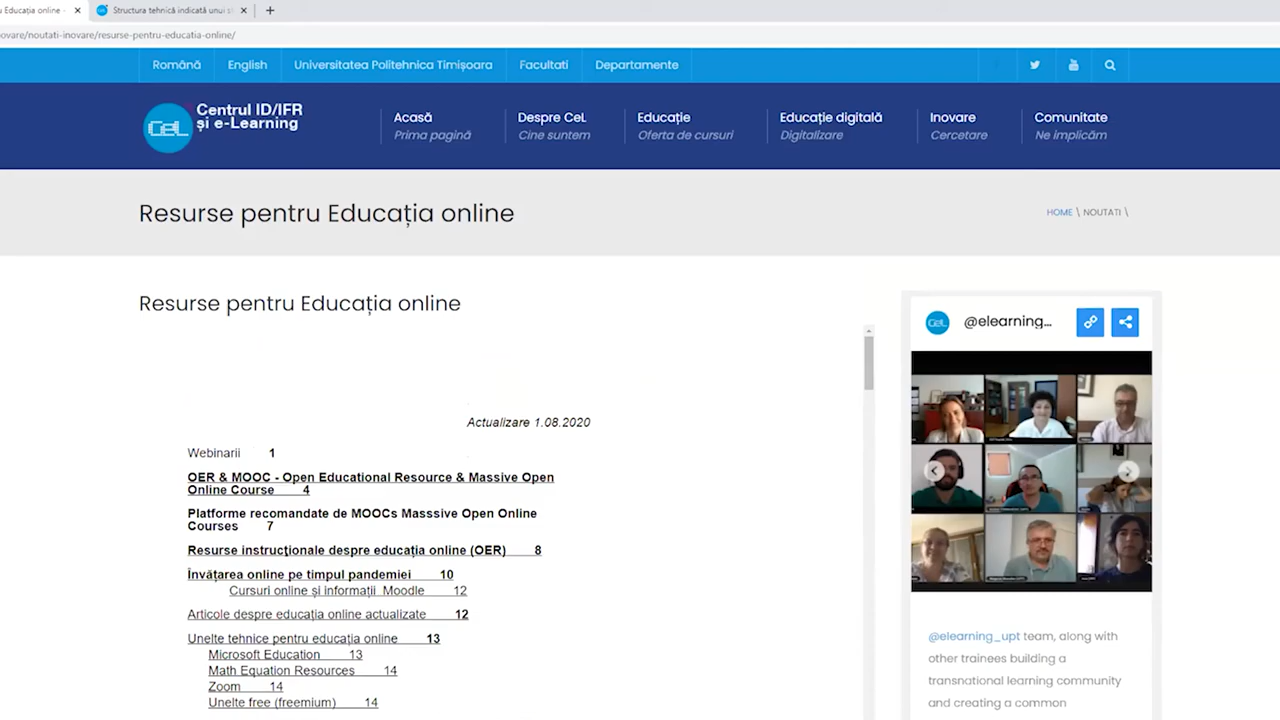 u Educația online -
Structura tehnică indicată unui s
ovare/noutati-inovare/resurse-pentru-educatia-online/
Română English Universitatea Politehnica Timișoara Facultati Departamente
CeL
Centrul ID/IFR
și e-Learning
Acasă Despre CeL Educație Educație digitală Inovare Comunitate
Prima pagină Cine suntem Oferta de cursuri Digitalizare Cercetare Ne implicăm
Resurse pentru Educația online
HOME \ NOUTATI \
Resurse pentru Educația online
@elearning...
Actualizare 1.08.2020
Webinarii 1
OER & MOOC - Open Educational Resource & Massive Open
Online Course 4
Platforme recomandate de MOOCs Masssive Open Online
Courses 7
Resurse instrucționale despre educația online (OER) 8
Învățarea online pe timpul pandemiei 10
Cursuri online și informații Moodle 12
Articole despre educația online actualizate 12
Unelte tehnice pentru educația online 13
Microsoft Education 13
Math Equation Resources 14
Zoom 14
Unelte free (freemium) 14
@elearning_upt team, along with
other trainees building a
transnational learning community
and creating a common